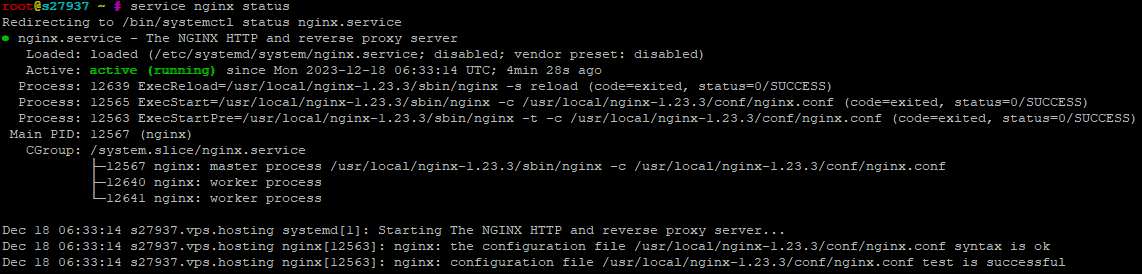 root@s27937 ~ # service nginx status
Redirecting to /bin/systemctl status nginx.service
● nginx.service - The NGINX HTTP and reverse proxy server
   Loaded: loaded (/etc/systemd/system/nginx.service; disabled; vendor preset: disabled)
   Active: active (running) since Mon 2023-12-18 06:33:14 UTC; 4min 28s ago
  Process: 12639 ExecReload=/usr/local/nginx-1.23.3/sbin/nginx -s reload (code=exited, status=0/SUCCESS)
  Process: 12565 ExecStart=/usr/local/nginx-1.23.3/sbin/nginx -c /usr/local/nginx-1.23.3/conf/nginx.conf (code=exited, status=0/SUCCESS)
  Process: 12563 ExecStartPre=/usr/local/nginx-1.23.3/sbin/nginx -t -c /usr/local/nginx-1.23.3/conf/nginx.conf (code=exited, status=0/SUCCESS)
 Main PID: 12567 (nginx)
   CGroup: /system.slice/nginx.service
           ├─12567 nginx: master process /usr/local/nginx-1.23.3/sbin/nginx -c /usr/local/nginx-1.23.3/conf/nginx.conf
           ├─12640 nginx: worker process
           └─12641 nginx: worker process
Dec 18 06:33:14 s27937.vps.hosting systemd[1]: Starting The NGINX HTTP and reverse proxy server...
Dec 18 06:33:14 s27937.vps.hosting nginx[12563]: nginx: the configuration file /usr/local/nginx-1.23.3/conf/nginx.conf syntax is ok
Dec 18 06:33:14 s27937.vps.hosting nginx[12563]: nginx: configuration file /usr/local/nginx-1.23.3/conf/nginx.conf test is successful